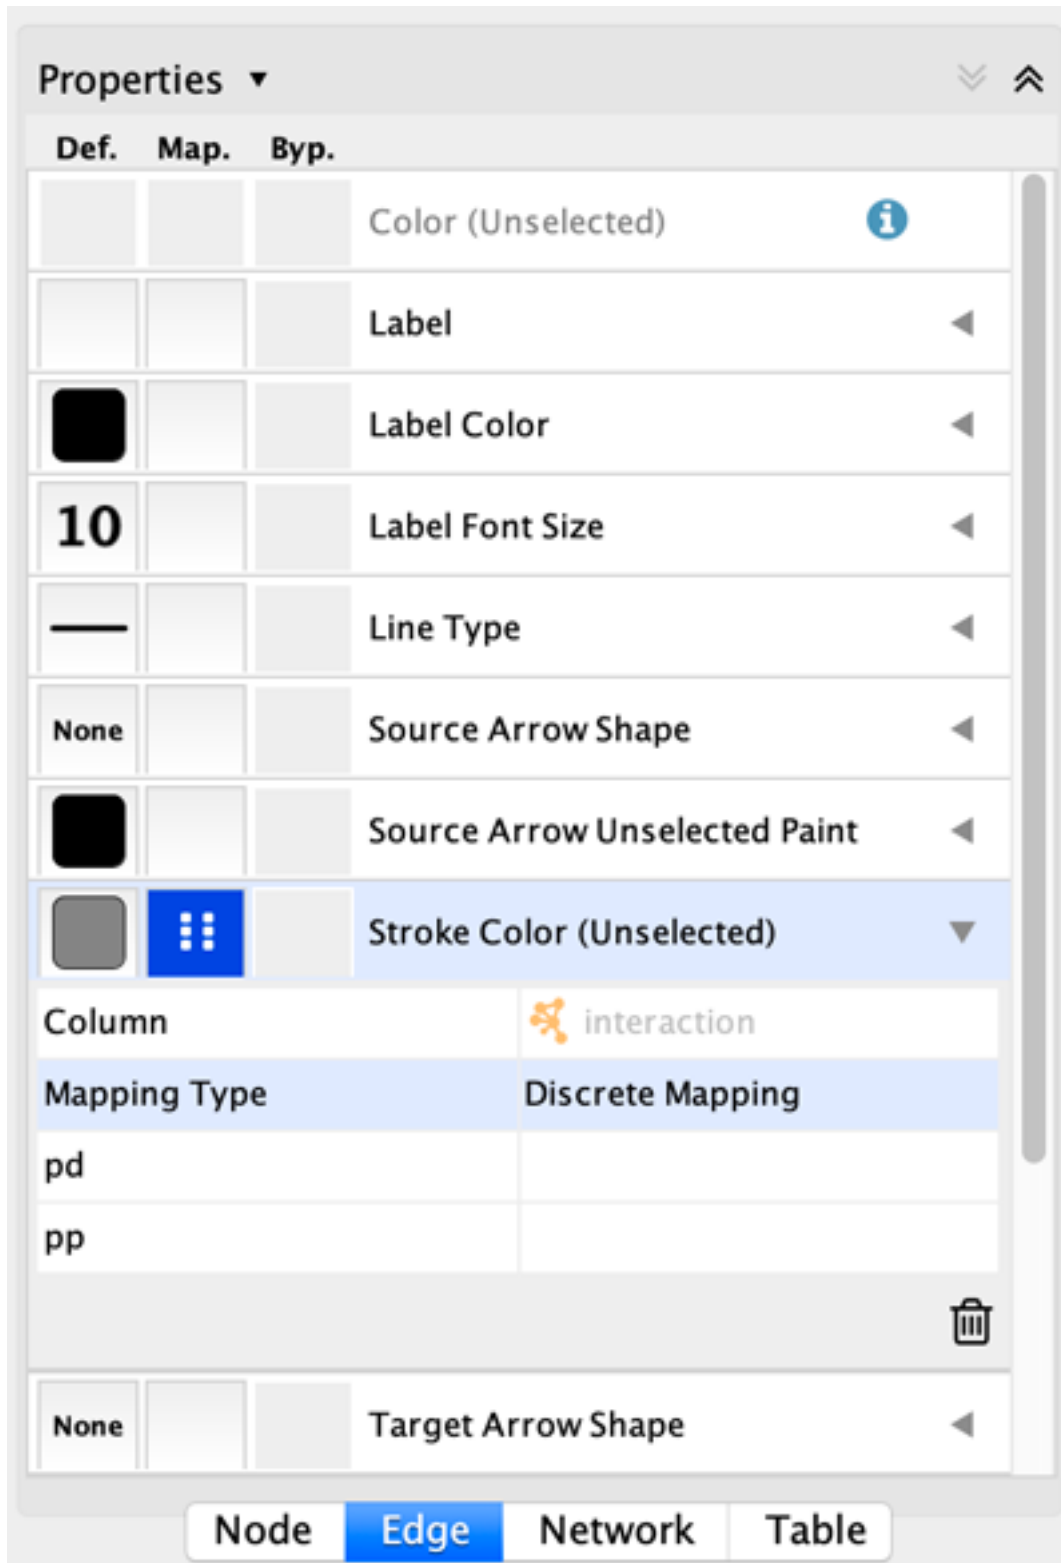 Properties
Def. Map. Byp.
Color (Unselected)
Label
Label Color
10 Label Font Size
Line Type
None Source Arrow Shape
Source Arrow Unselected Paint
Stroke Color (Unselected)
Column interaction
Mapping Type Discrete Mapping
pd
pp
None Target Arrow Shape
Node Edge Network Table